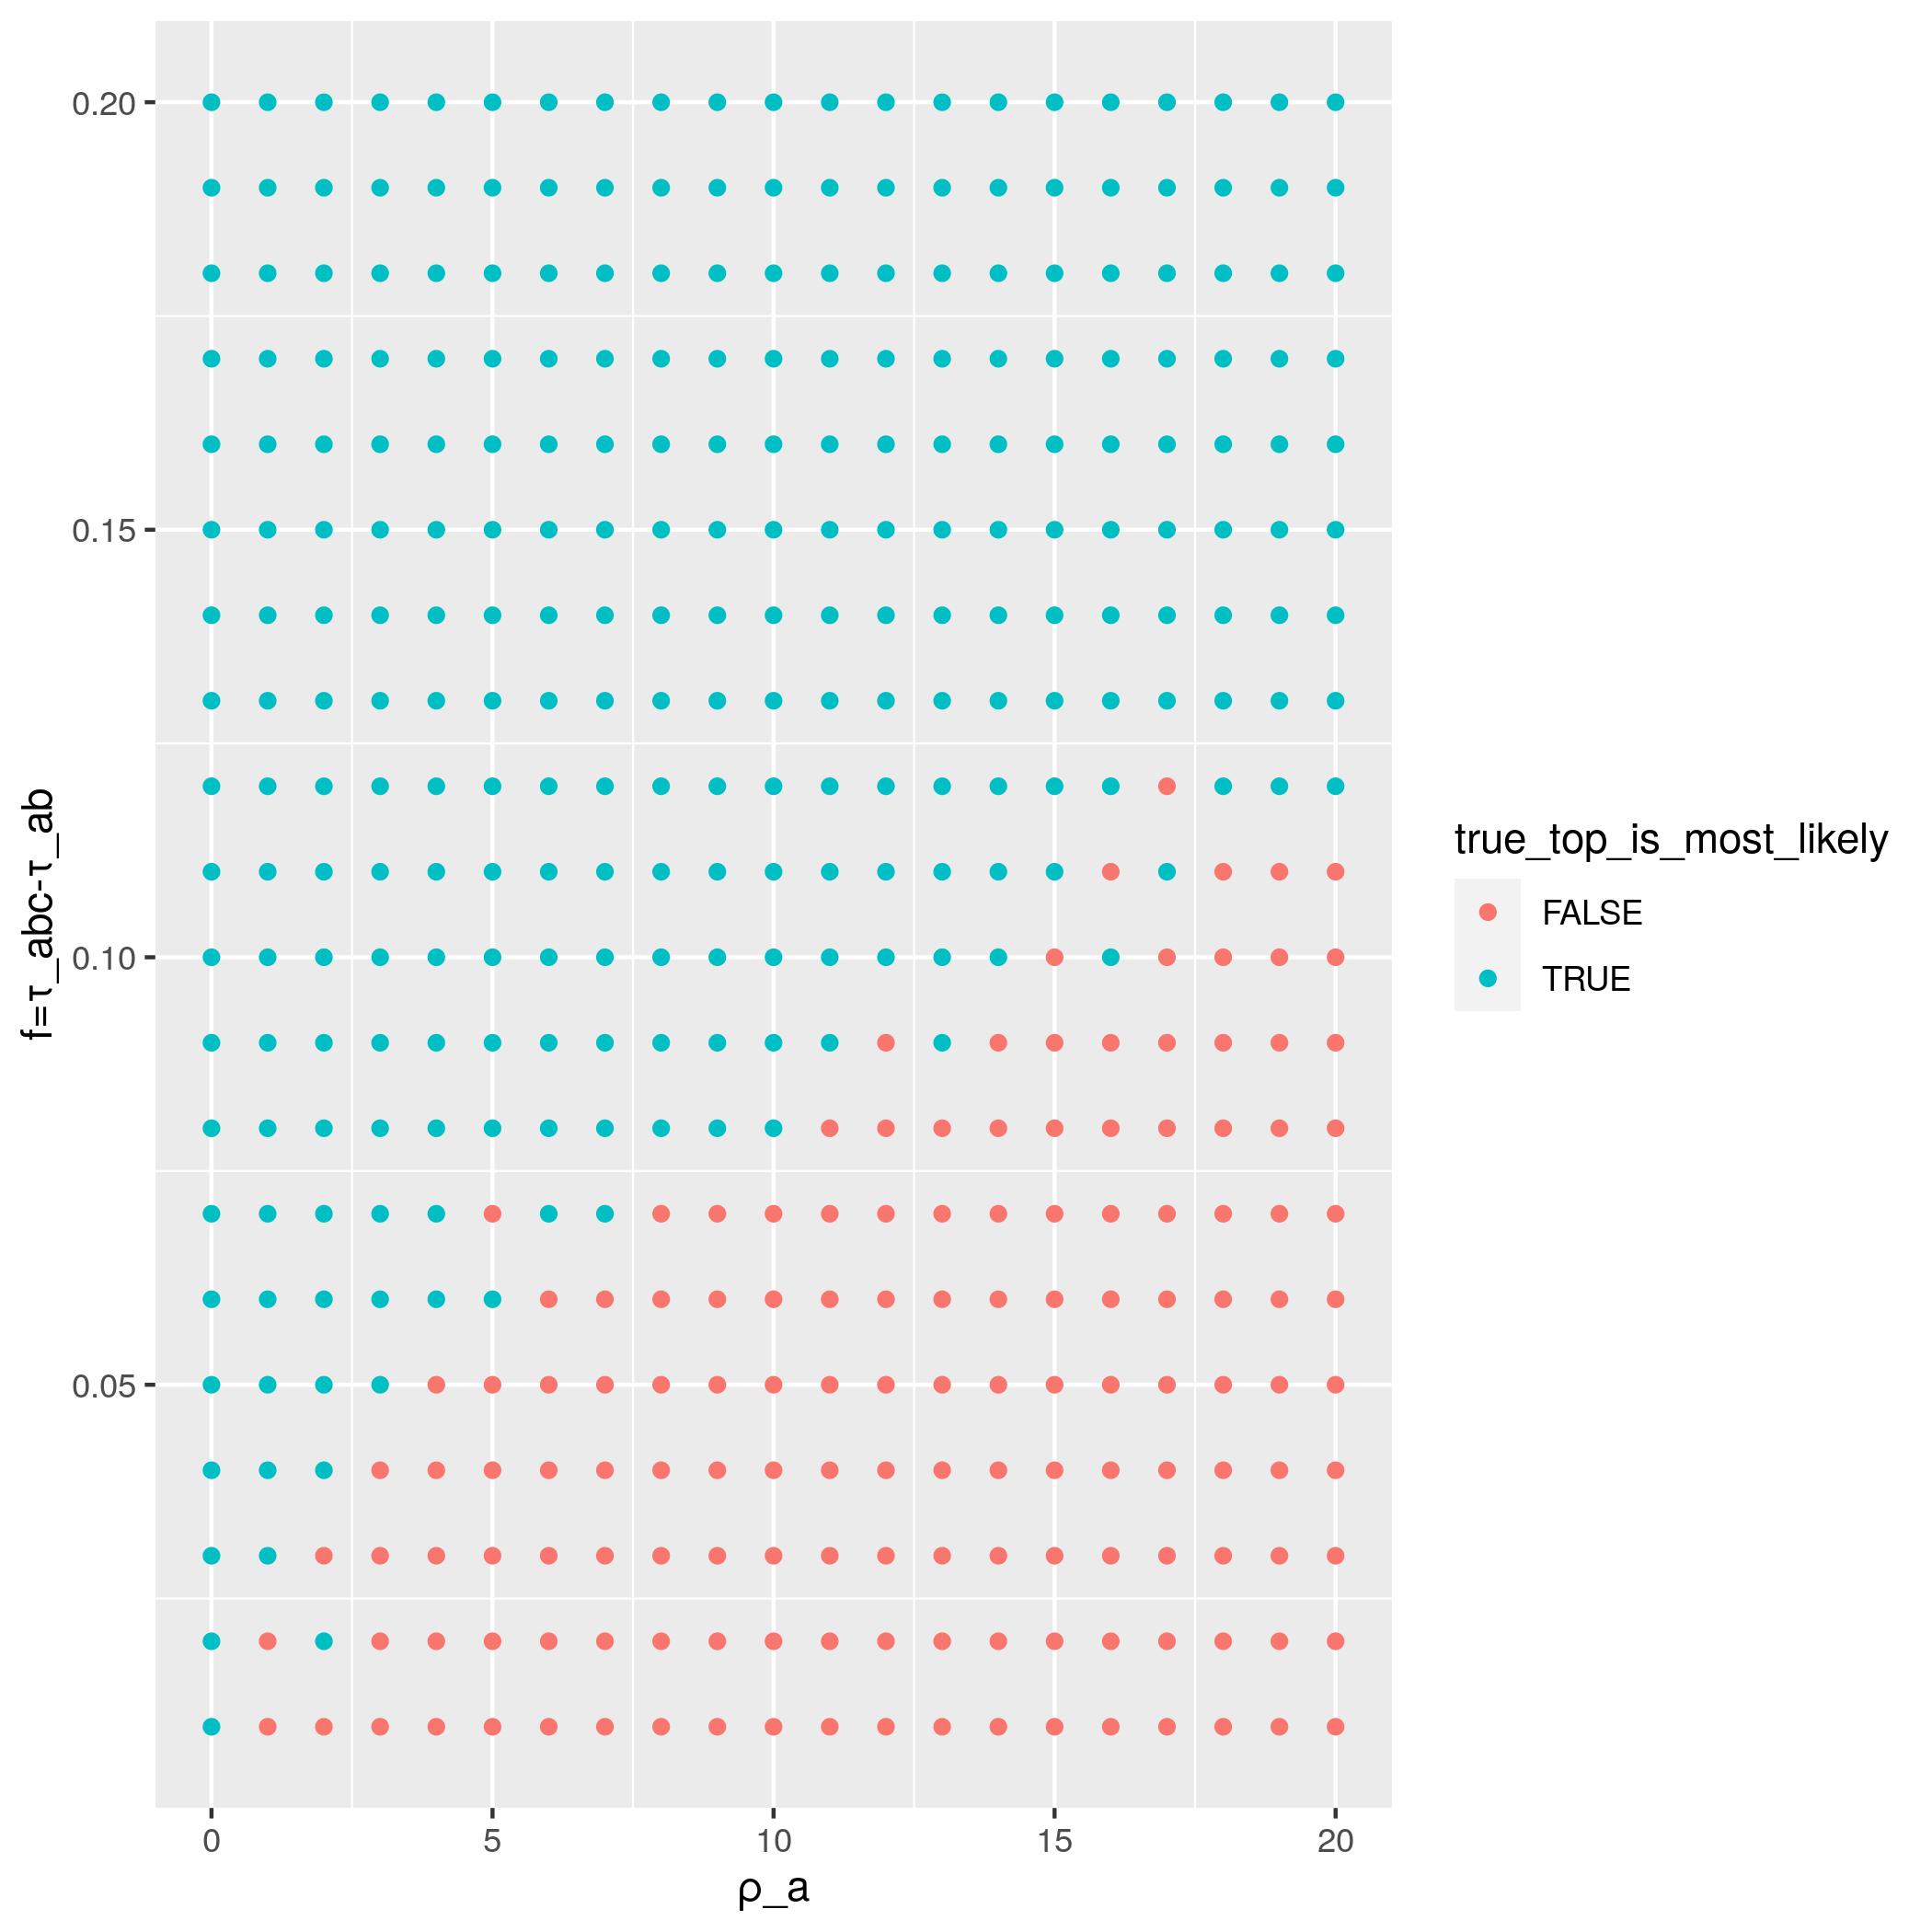 0.20
0.15
0.10
0.05
f=τ_abc-τ_ab
0 5 10 15 20
ρ_a
true_top_is_most_likely
FALSE
TRUE